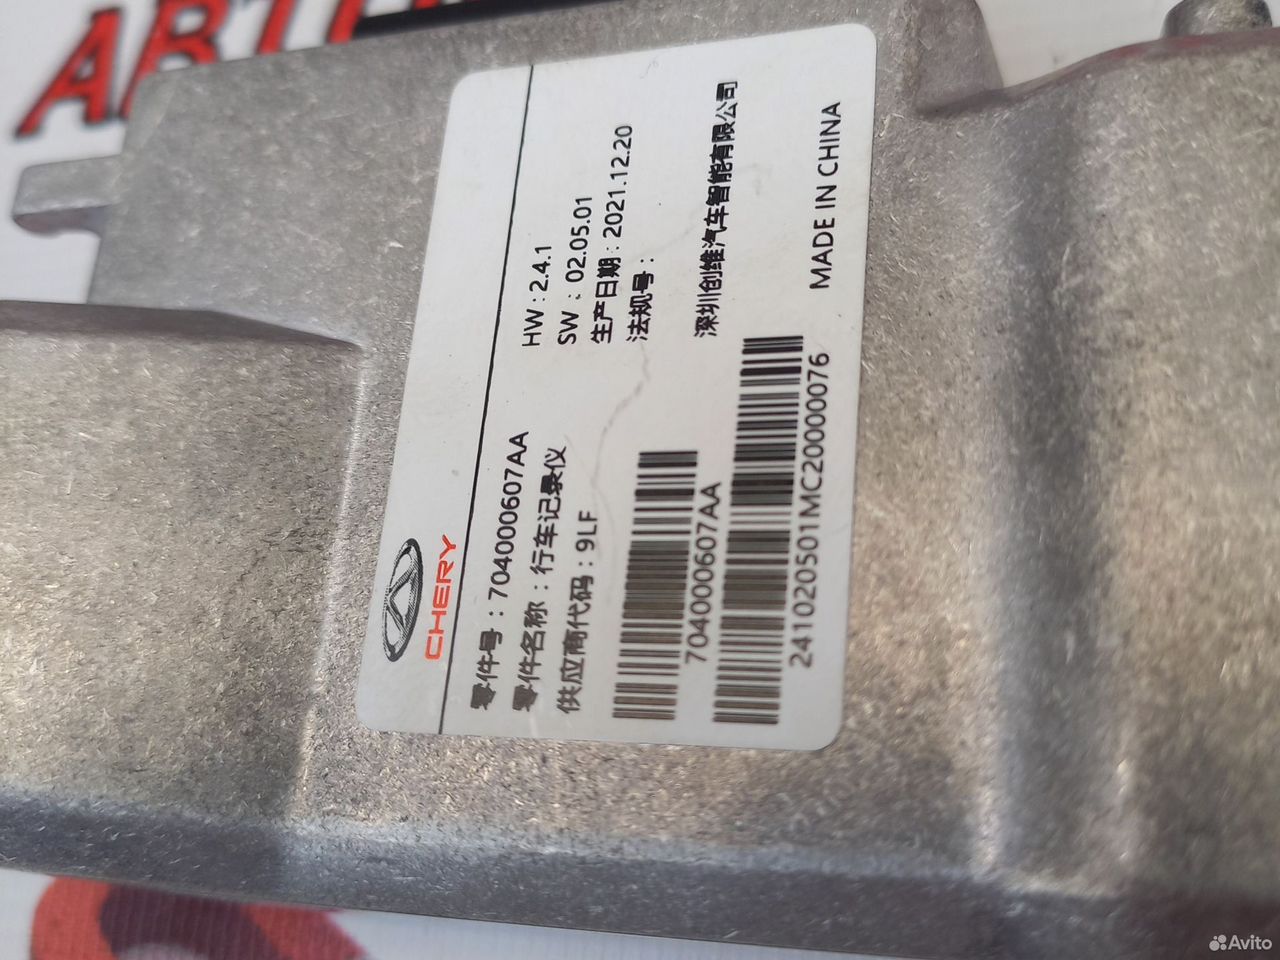 CHERY
零件号：704000607AA
零件名称：行车记录仪
供应商代码：9LF
HW：2.4.1
SW：02.05.01
生产日期：2021.12.20
法规号：
704000607AA
241020501MC20000076
深圳创维汽车智能有限公司
MADE IN CHINA
Avito